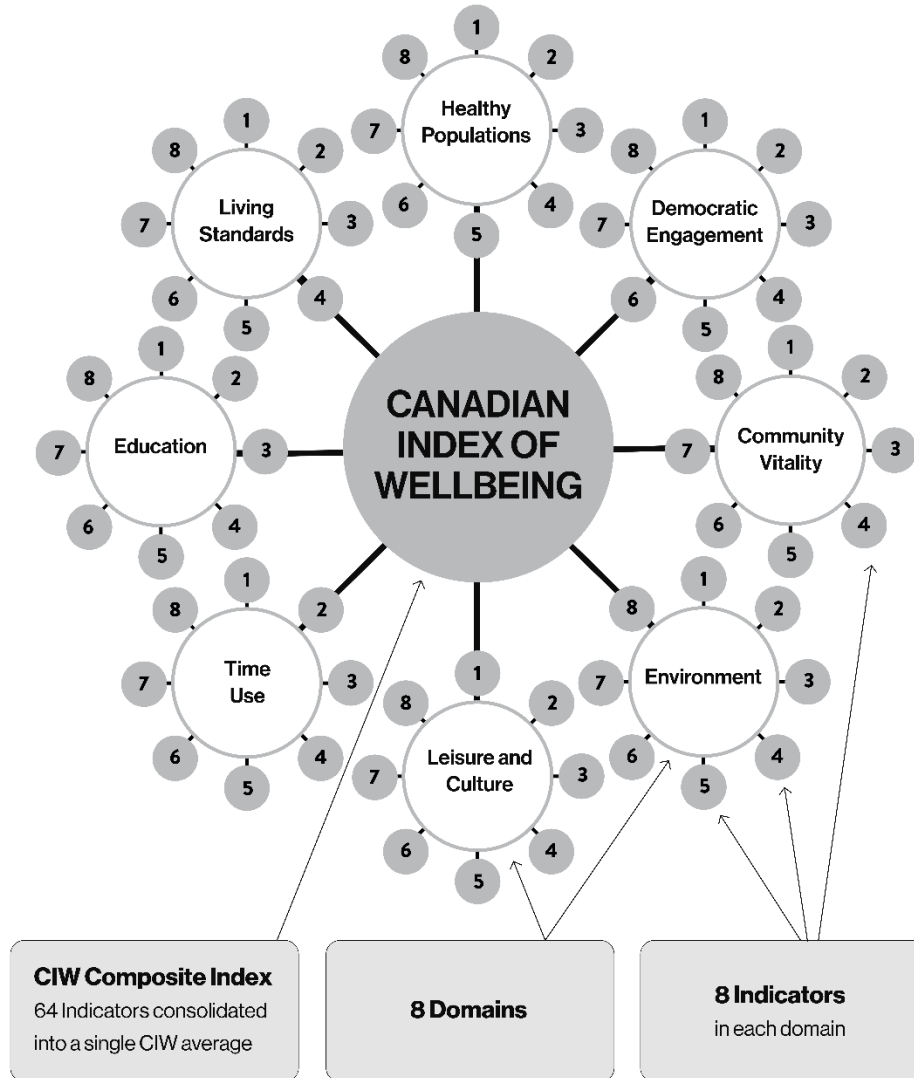 1
8
2
Healthy
Populations
7
3
6
4
5
1
8
2
Living
Standards
7
3
6
4
5
1
8
2
Democratic
Engagement
7
3
6
4
5
1
8
2
Education
7
3
6
4
5
CANADIAN
INDEX OF
WELLBEING
1
8
2
Community
Vitality
7
3
6
4
5
1
8
2
Time
Use
7
3
6
4
5
1
8
2
Leisure and
Culture
7
3
6
4
5
1
8
2
Environment
7
3
6
4
5
CIW Composite Index
64 Indicators consolidated
into a single CIW average
8 Domains
8 Indicators
in each domain